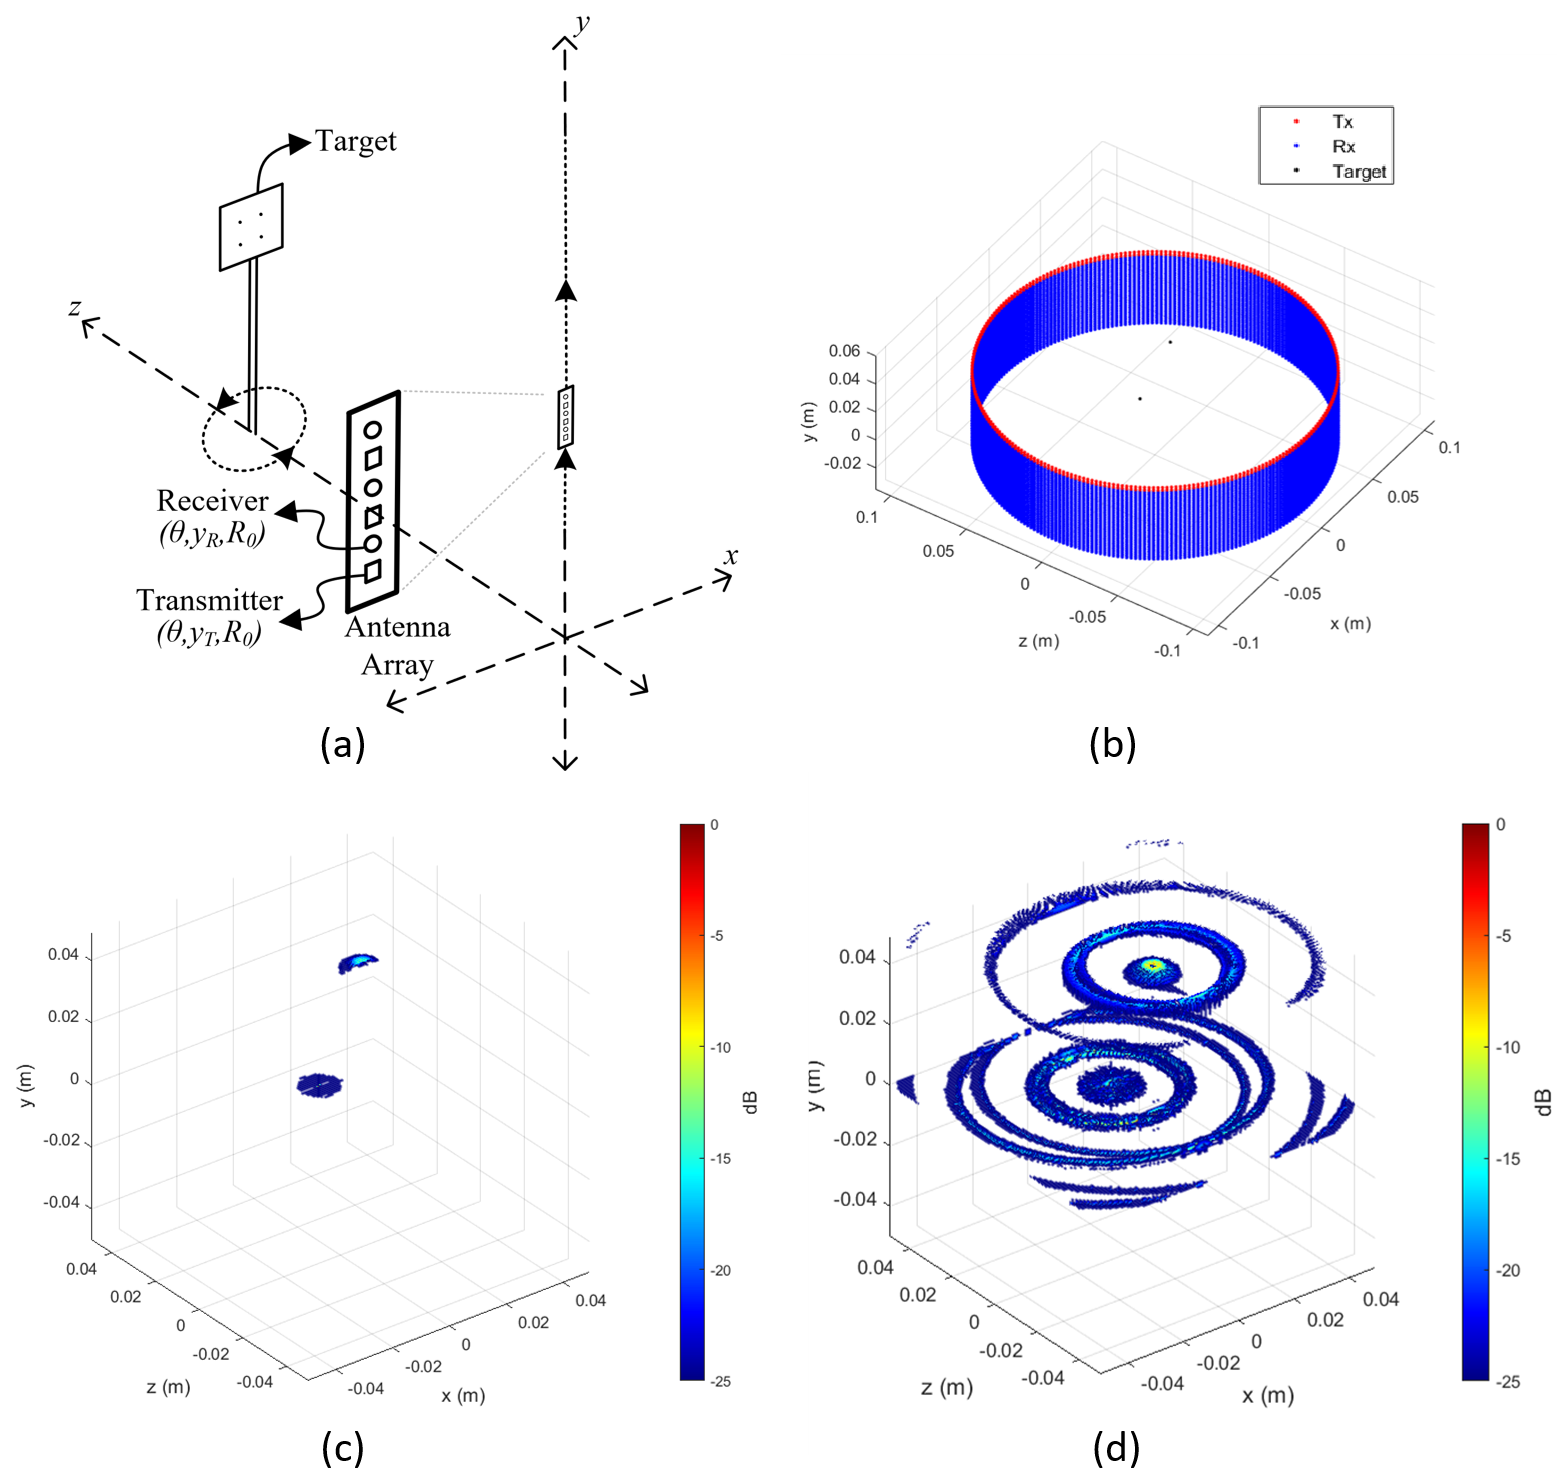 y
Target
z
Receiver
(θ,yR,R0)
x
Transmitter
(θ,yT,R0)
Antenna
Array
(a)
Tx
Rx
Target
0.06
0.04
0.02
0
-0.02
y (m)
0.1
0.05
0
-0.05
-0.1
z (m)
0.1
0.05
0
-0.05
-0.1
x (m)
(b)
0.04
0.02
0
-0.02
-0.04
y (m)
0.04
0.02
0
-0.02
-0.04
z (m)
0.04
0.02
0
-0.02
-0.04
x (m)
0
-5
-10
-15
-20
-25
dB
(c)
0.04
0.02
0
-0.02
-0.04
y (m)
0.04
0.02
0
-0.02
-0.04
z (m)
0.04
0.02
0
-0.02
-0.04
x (m)
0
-5
-10
-15
-20
-25
dB
(d)